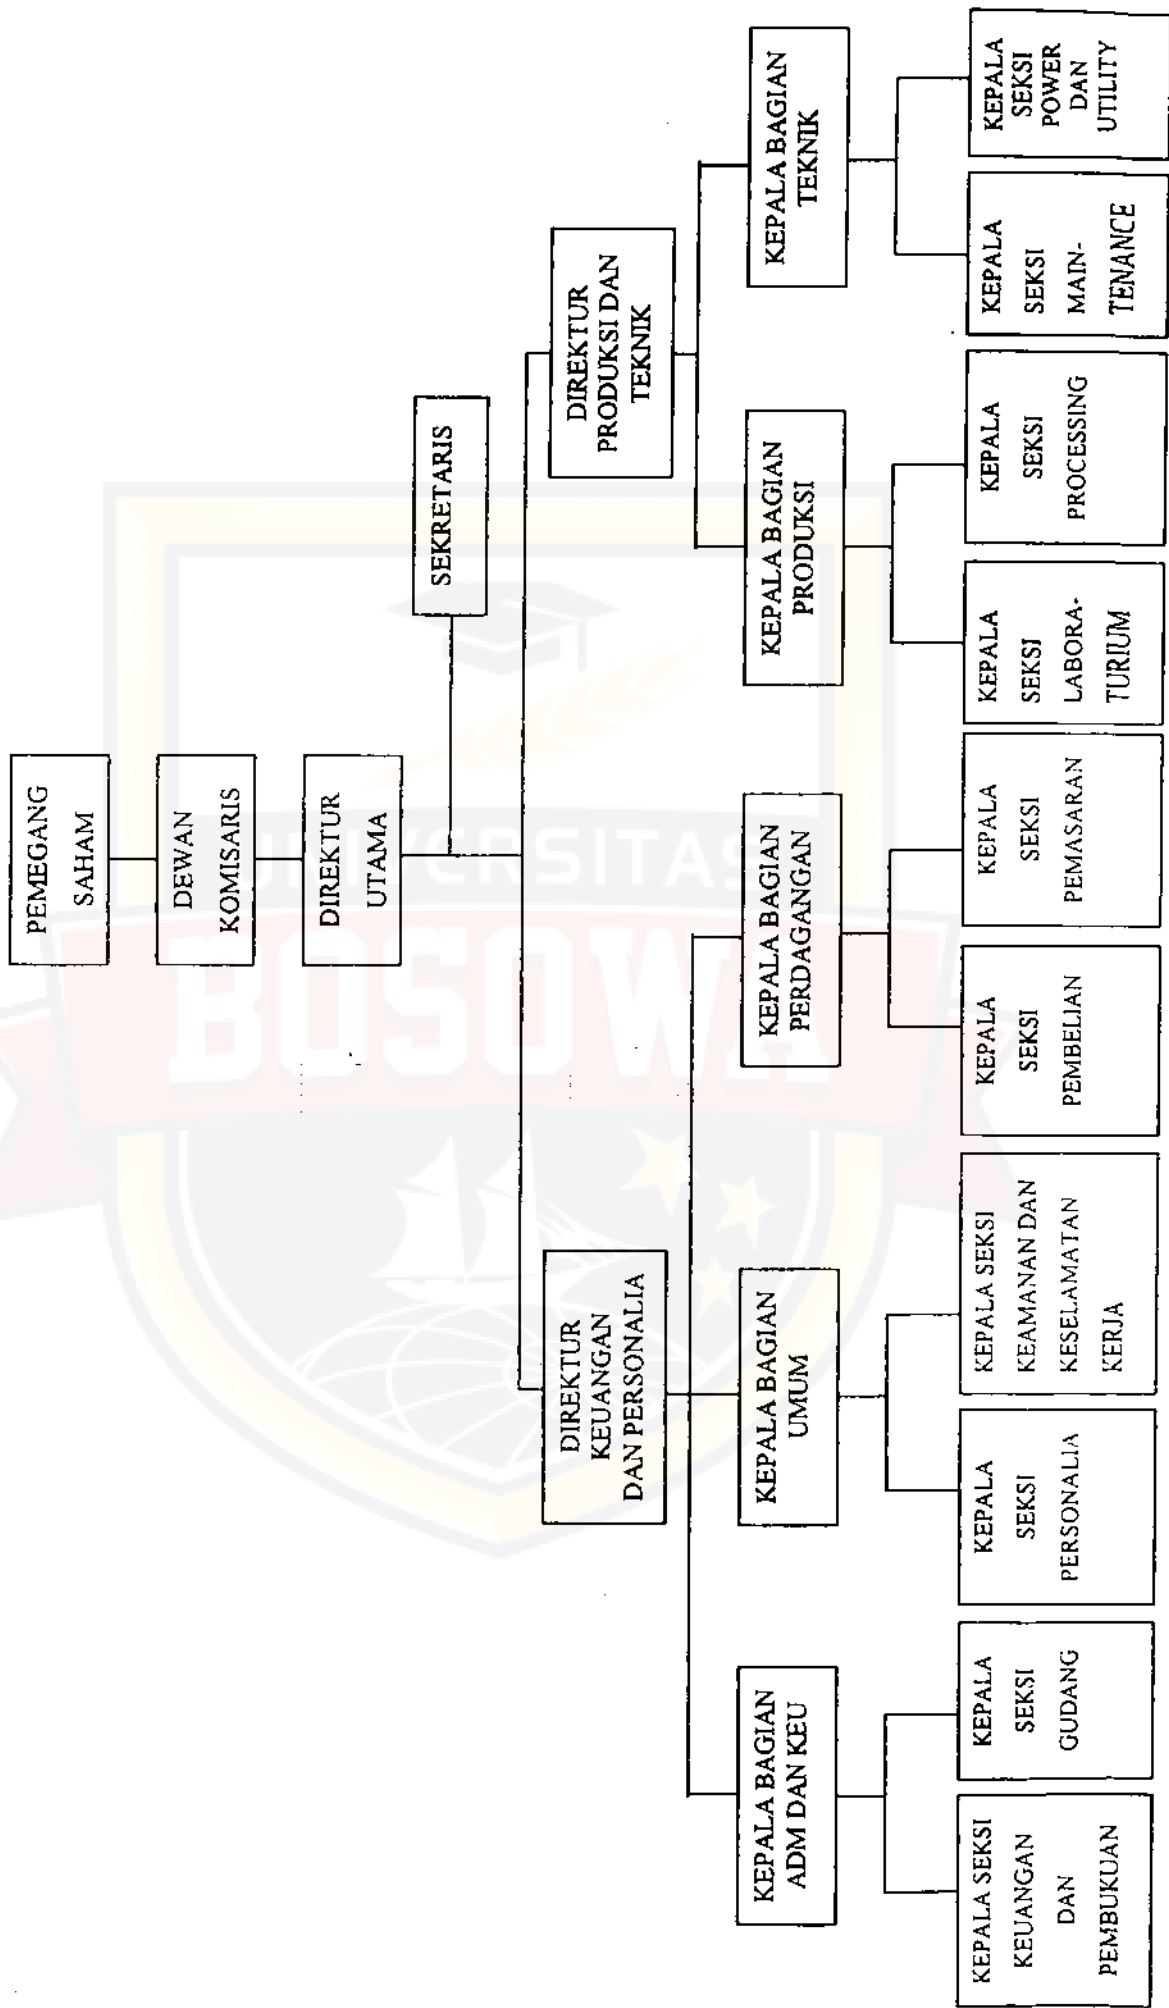 PEMEGANG
SAHAM
DEWAN
KOMISARIS
DIREKTUR
UTAMA
SEKRETARIS
DIREKTUR
KEUANGAN
DAN PERSONALIA
DIREKTUR
PRODUKSI DAN
TEKNIK
KEPALA BAGIAN
ADM DAN KEU
KEPALA BAGIAN
UMUM
KEPALA BAGIAN
PERDAGANGAN
KEPALA BAGIAN
PRODUKSI
KEPALA BAGIAN
TEKNIK
KEPALA SEKSI
KEUANGAN
DAN
PEMBUKUAN
KEPALA
SEKSI
GUDANG
KEPALA
SEKSI
PERSONALIA
KEPALA SEKSI
KEAMANAN DAN
KESELAMATAN
KERJA
KEPALA
SEKSI
PEMBELIAN
KEPALA
SEKSI
PEMASARAN
KEPALA
SEKSI
LABORA-
TURIUM
KEPALA
SEKSI
PROCESSING
KEPALA
SEKSI
MAIN-
TENANCE
KEPALA
SEKSI
POWER
DAN
UTILITY
UNIVERSITAS
BOSOWA